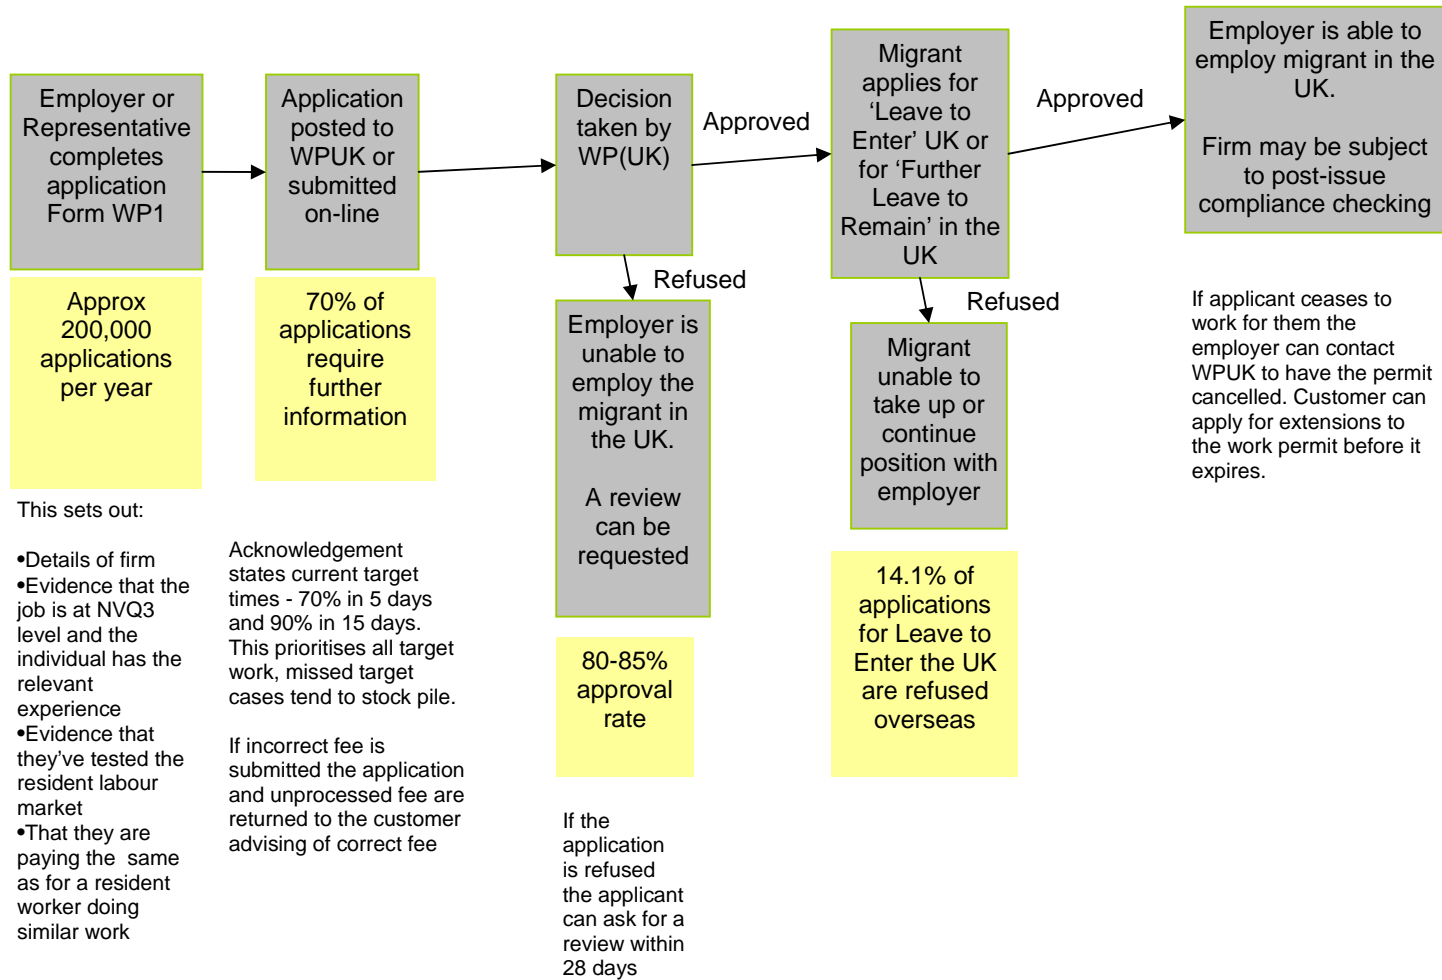 Employer or
Representative
completes
application
Form WP1
Approx
200,000
applications
per year
This sets out:
•Details of firm
•Evidence that the
job is at NVQ3
level and the
individual has the
relevant
experience
•Evidence that
they’ve tested the
resident labour
market
•That they are
paying the same
as for a resident
worker doing
similar work
Application
posted to
WPUK or
submitted
on-line
70% of
applications
require
further
information
Acknowledgement
states current target
times - 70% in 5 days
and 90% in 15 days.
This prioritises all target
work, missed target
cases tend to stock pile.
If incorrect fee is
submitted the application
and unprocessed fee are
returned to the customer
advising of correct fee
Decision
taken by
WP(UK)
Approved
Refused
Employer is
unable to
employ the
migrant in
the UK.
A review
can be
requested
80-85%
approval
rate
If the
application
is refused
the applicant
can ask for a
review within
28 days
Migrant
applies for
‘Leave to
Enter’ UK or
for ‘Further
Leave to
Remain’ in the
UK
Approved
Refused
Migrant
unable to
take up or
continue
position with
employer
14.1% of
applications
for Leave to
Enter the UK
are refused
overseas
Employer is able to
employ migrant in the
UK.
Firm may be subject
to post-issue
compliance checking
If applicant ceases to
work for them the
employer can contact
WPUK to have the permit
cancelled. Customer can
apply for extensions to
the work permit before it
expires.